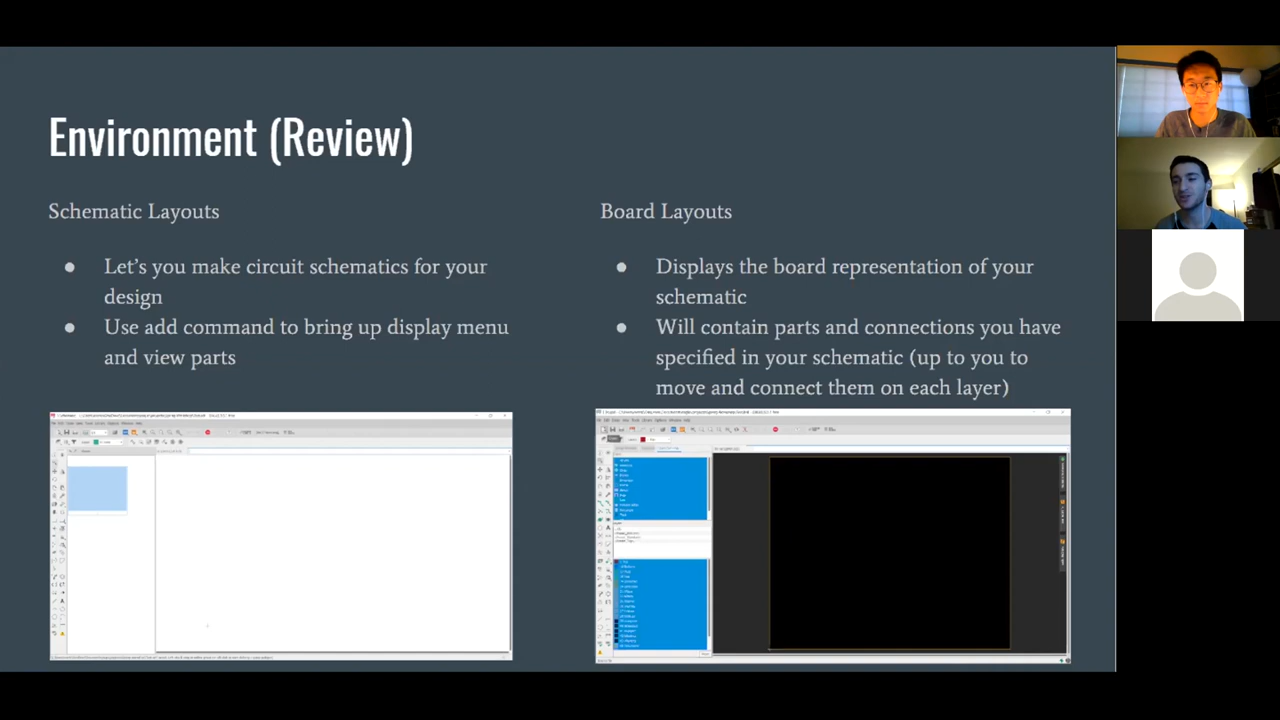 Environment (Review)
Schematic Layouts
● Let's you make circuit schematics for your
design
● Use add command to bring up display menu
and view parts
Board Layouts
● Displays the board representation of your
schematic
● Will contain parts and connections you have
specified in your schematic (up to you to
move and connect them on each layer)